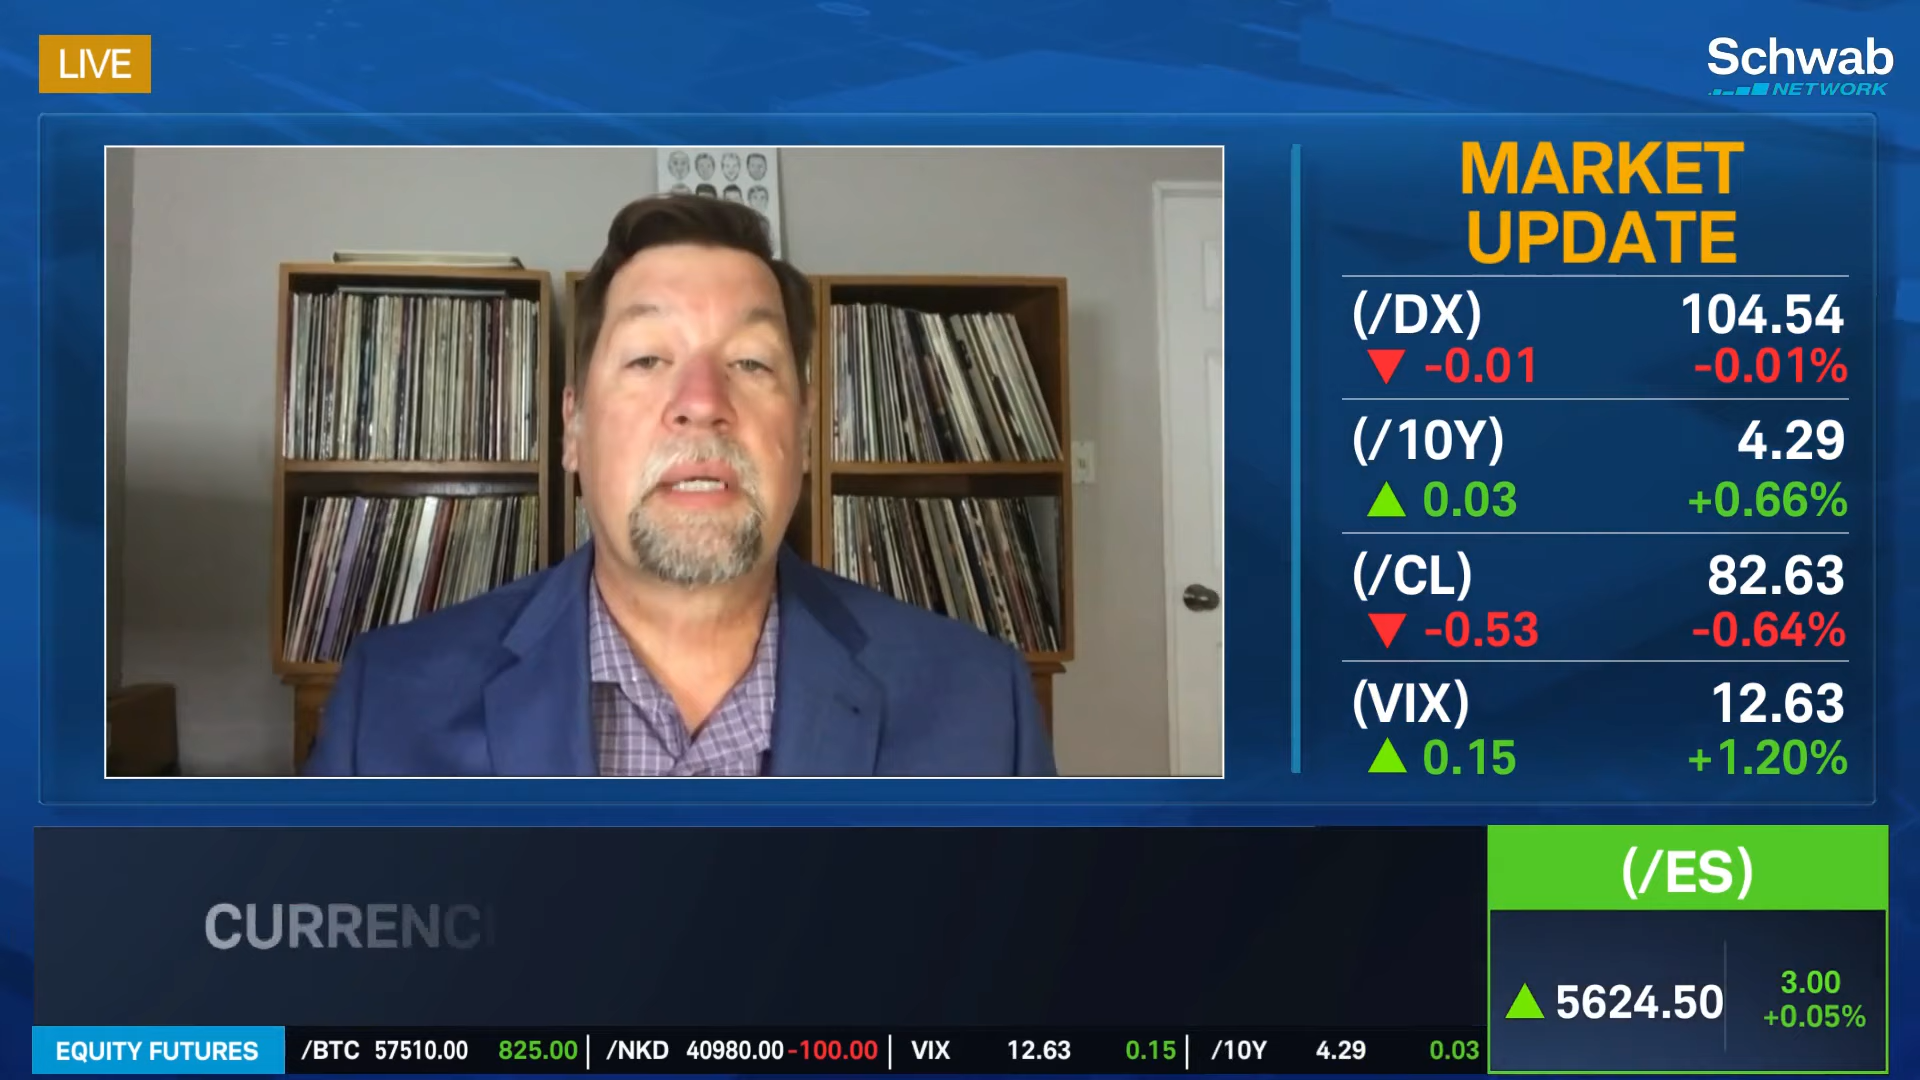 LIVE
Schwab
NETWORK
MARKET
UPDATE
(/DX) 104.54
▼ -0.01 -0.01%
(/10Y) 4.29
▲ 0.03 +0.66%
(/CL) 82.63
▼ -0.53 -0.64%
(VIX) 12.63
▲ 0.15 +1.20%
CURRENC
(/ES)
▲ 5624.50
3.00
+0.05%
EQUITY FUTURES /BTC 57510.00 825.00 | /NKD 40980.00 -100.00 | VIX 12.63 0.15 | /10Y 4.29 0.03